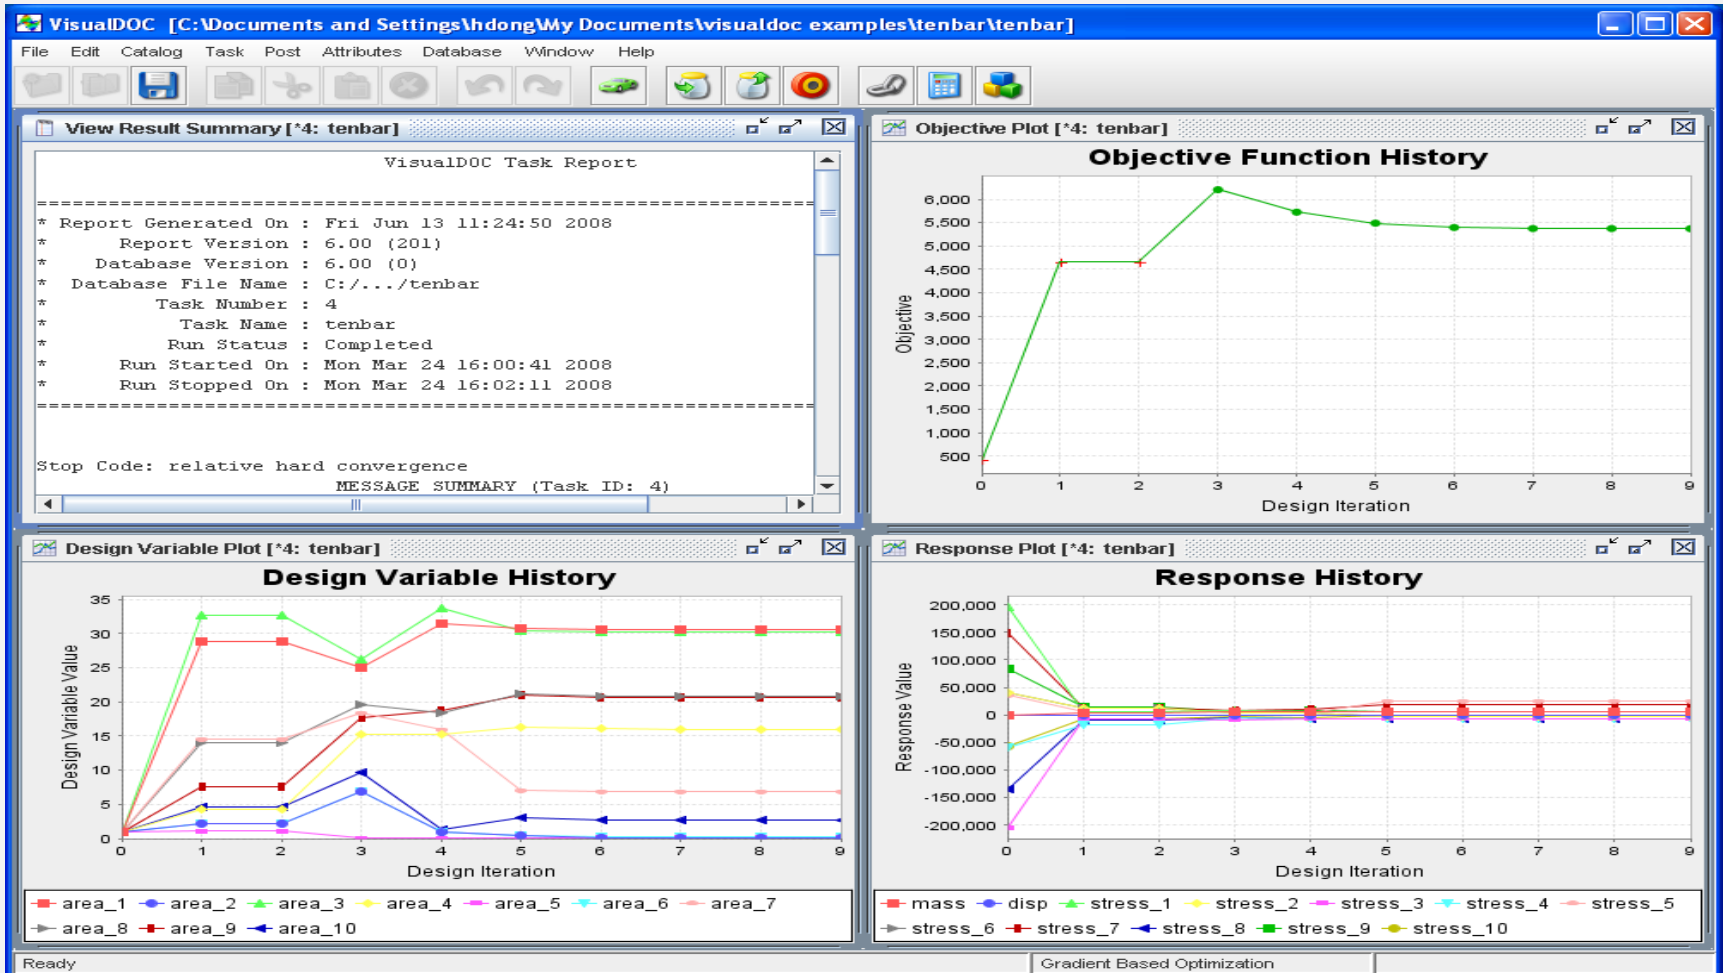 VisualDOC [C:\Documents and Settings\hdong\My Documents\visualdoc examples\tenbar\tenbar]
File Edit Catalog Task Post Attributes Database Window Help
View Result Summary [*4: tenbar]
VisualDOC Task Report
================================================================
* Report Generated On : Fri Jun 13 11:24:50 2008
* Report Version : 6.00 (201)
* Database Version : 6.00 (0)
* Database File Name : C:/.../tenbar
* Task Number : 4
* Task Name : tenbar
* Run Status : Completed
* Run Started On : Mon Mar 24 16:00:41 2008
* Run Stopped On : Mon Mar 24 16:02:11 2008
================================================================
Stop Code: relative hard convergence
MESSAGE SUMMARY (Task ID: 4)
Objective Plot [*4: tenbar]
Objective Function History
6,000
5,500
5,000
4,500
4,000
3,500
3,000
2,500
2,000
1,500
1,000
500
Objective
0 1 2 3 4 5 6 7 8 9
Design Iteration
Design Variable Plot [*4: tenbar]
Design Variable History
35
30
25
20
15
10
5
0
Design Variable Value
0 1 2 3 4 5 6 7 8 9
Design Iteration
area_1 area_2 area_3 area_4 area_5 area_6 area_7
area_8 area_9 area_10
Response Plot [*4: tenbar]
Response History
200,000
150,000
100,000
50,000
0
-50,000
-100,000
-150,000
-200,000
Response Value
0 1 2 3 4 5 6 7 8 9
Design Iteration
mass disp stress_1 stress_2 stress_3 stress_4 stress_5
stress_6 stress_7 stress_8 stress_9 stress_10
Ready Gradient Based Optimization